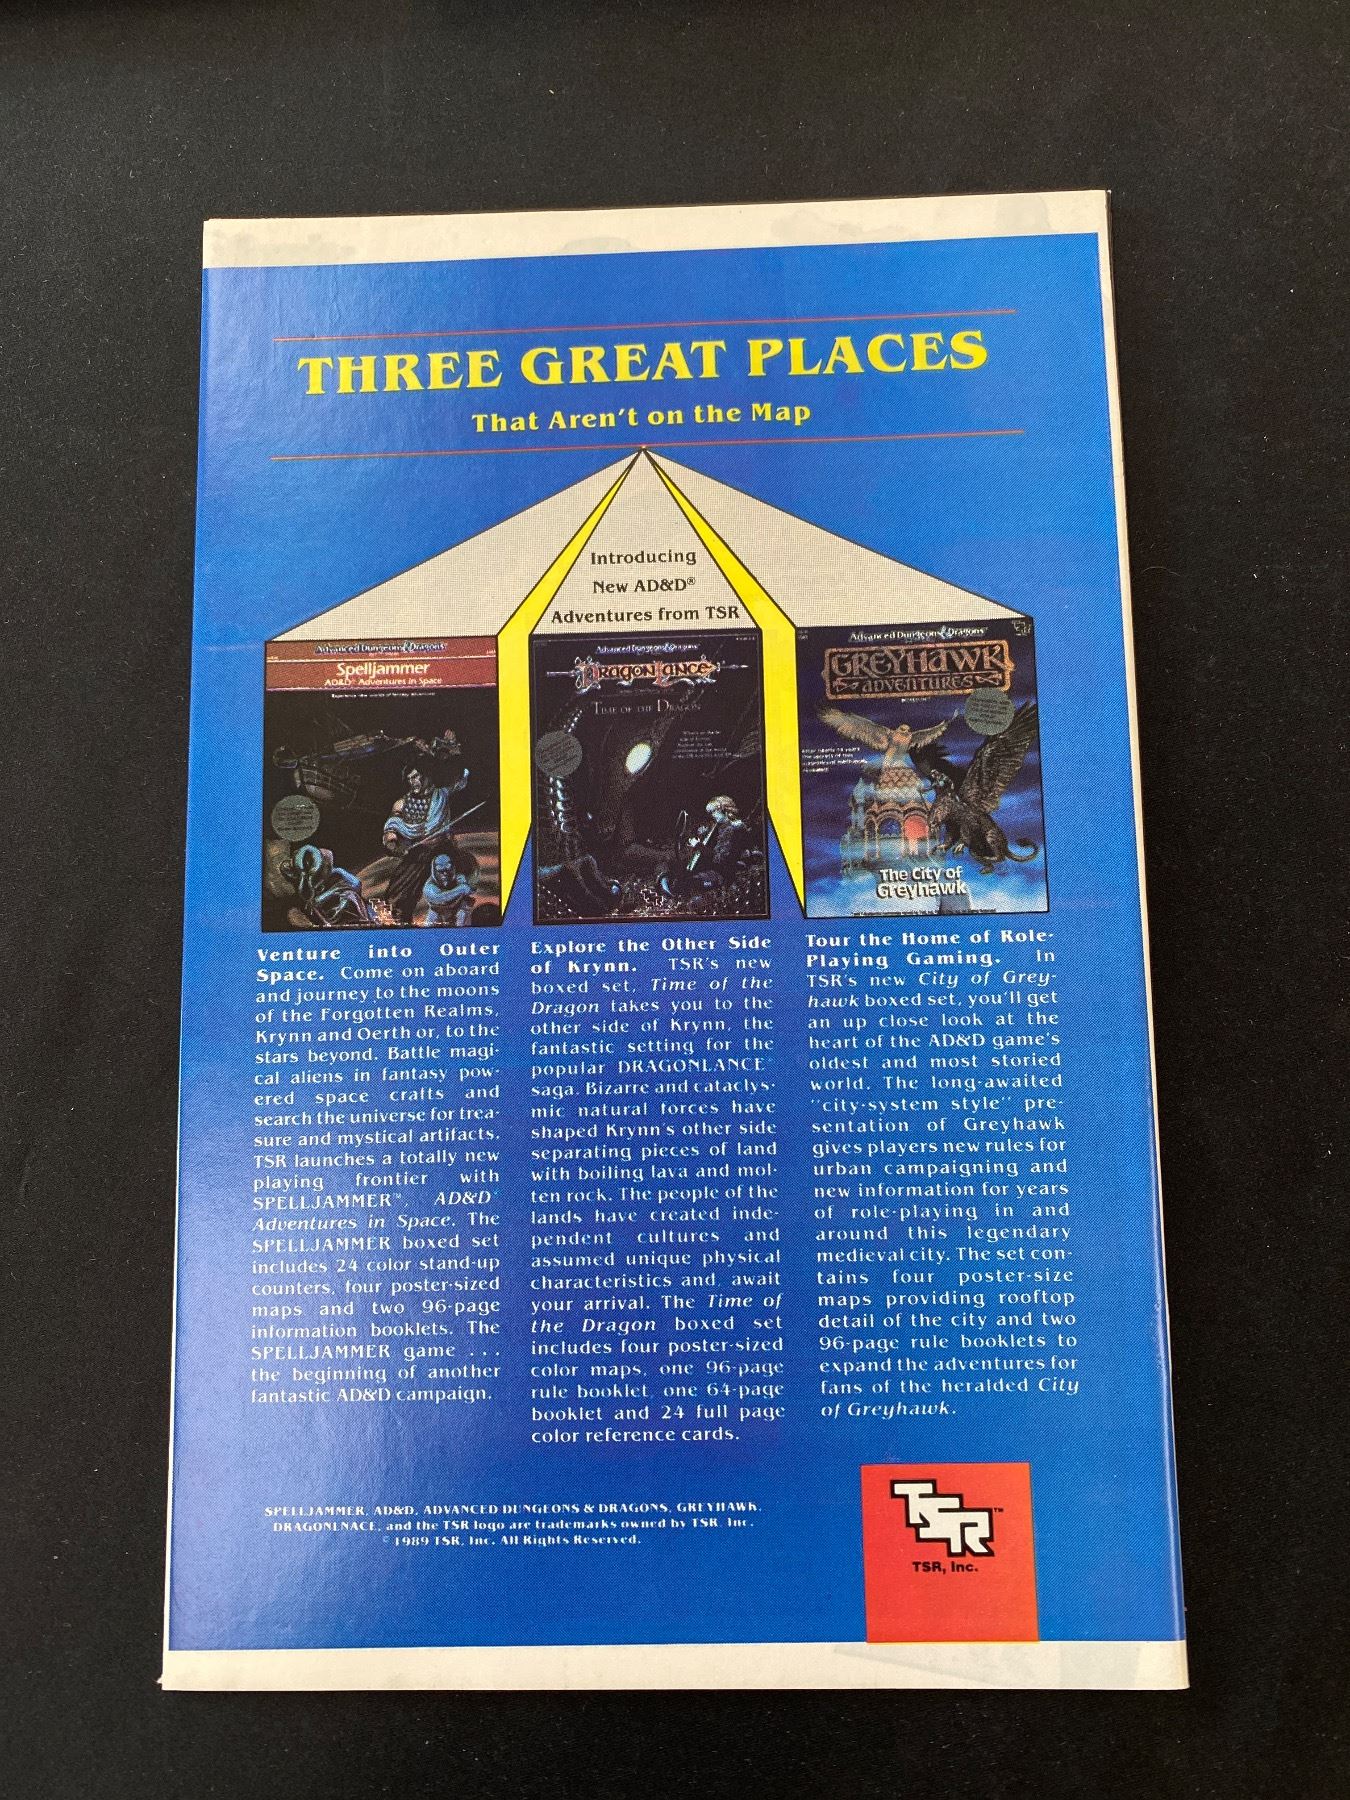 THREE GREAT PLACES
That Aren't on the Map
Introducing
New AD&D®
Adventures from TSR
Advanced Dungeons & Dragons
Spelljammer
AD&D Adventures in Space
Advanced Dungeons & Dragons
DRAGONLANCE
TIME OF THE DRAGON
Advanced Dungeons & Dragons
GREYHAWK
ADVENTURES
The City of
Greyhawk
Venture into Outer
Space. Come on aboard
and journey to the moons
of the Forgotten Realms,
Krynn and Oerth or, to the
stars beyond. Battle magi-
cal aliens in fantasy pow-
ered space crafts and
search the universe for trea-
sure and mystical artifacts.
TSR launches a totally new
playing frontier with
SPELLJAMMER™, AD&D®
Adventures in Space. The
SPELLJAMMER boxed set
includes 24 color stand-up
counters, four poster-sized
maps and two 96-page
information booklets. The
SPELLJAMMER game . . .
the beginning of another
fantastic AD&D campaign.
Explore the Other Side
of Krynn. TSR's new
boxed set, Time of the
Dragon takes you to the
other side of Krynn, the
fantastic setting for the
popular DRAGONLANCE®
saga. Bizarre and cataclys-
mic natural forces have
shaped Krynn's other side
separating pieces of land
with boiling lava and mol-
ten rock. The people of the
lands have created inde-
pendent cultures and
assumed unique physical
characteristics and, await
your arrival. The Time of
the Dragon boxed set
includes four poster-sized
color maps, one 96-page
rule booklet, one 64-page
booklet and 24 full page
color reference cards.
Tour the Home of Role-
Playing Gaming. In
TSR's new City of Grey-
hawk boxed set, you'll get
an up close look at the
heart of the AD&D game's
oldest and most storied
world. The long-awaited
"city-system style" pre-
sentation of Greyhawk
gives players new rules for
urban campaigning and
new information for years
of role-playing in and
around this legendary
medieval city. The set con-
tains four poster-size
maps providing rooftop
detail of the city and two
96-page rule booklets to
expand the adventures for
fans of the heralded City
of Greyhawk.
SPELLJAMMER, AD&D, ADVANCED DUNGEONS & DRAGONS, GREYHAWK,
DRAGONLNACE, and the TSR logo are trademarks owned by TSR, Inc.
© 1989 TSR, Inc. All Rights Reserved.
TSR™
TSR, Inc.